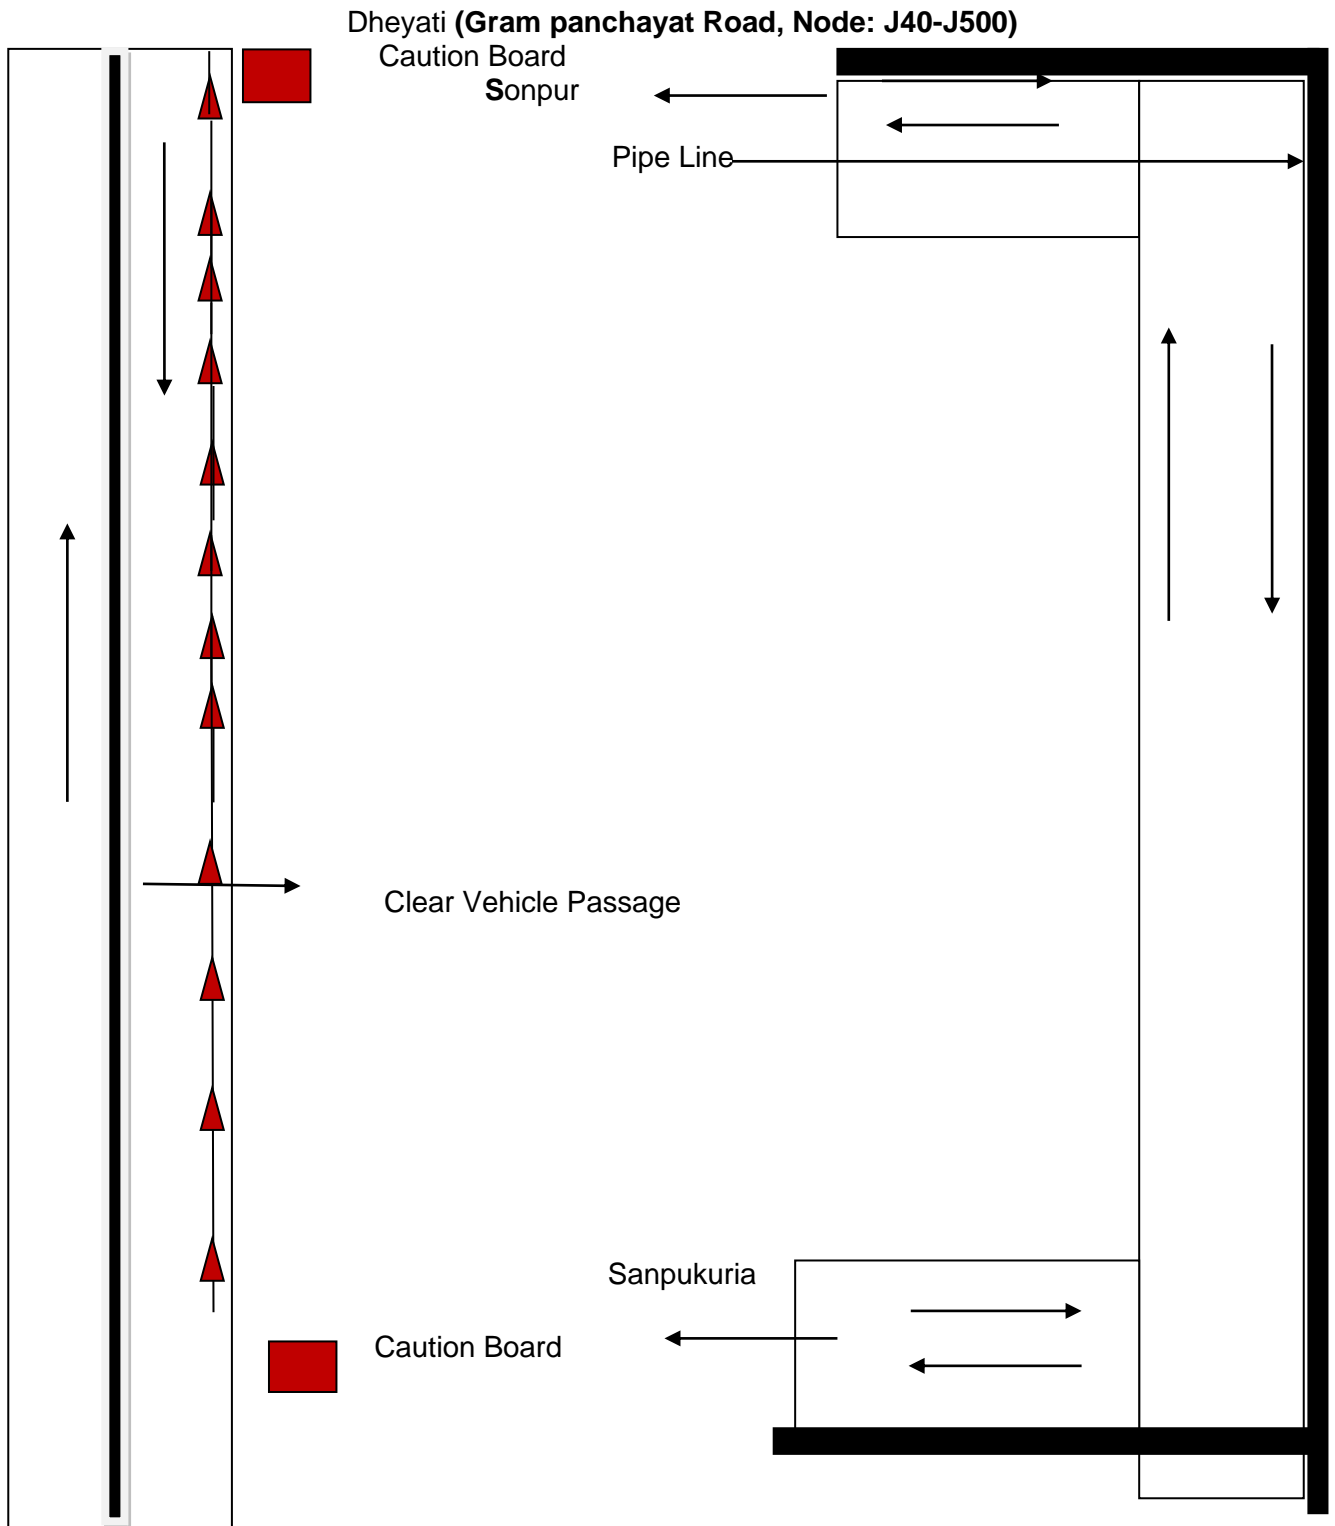 Dheyati (Gram panchayat Road, Node: J40-J500)
Caution Board
Sonpur
Pipe Line
Clear Vehicle Passage
Sanpukuria
Caution Board